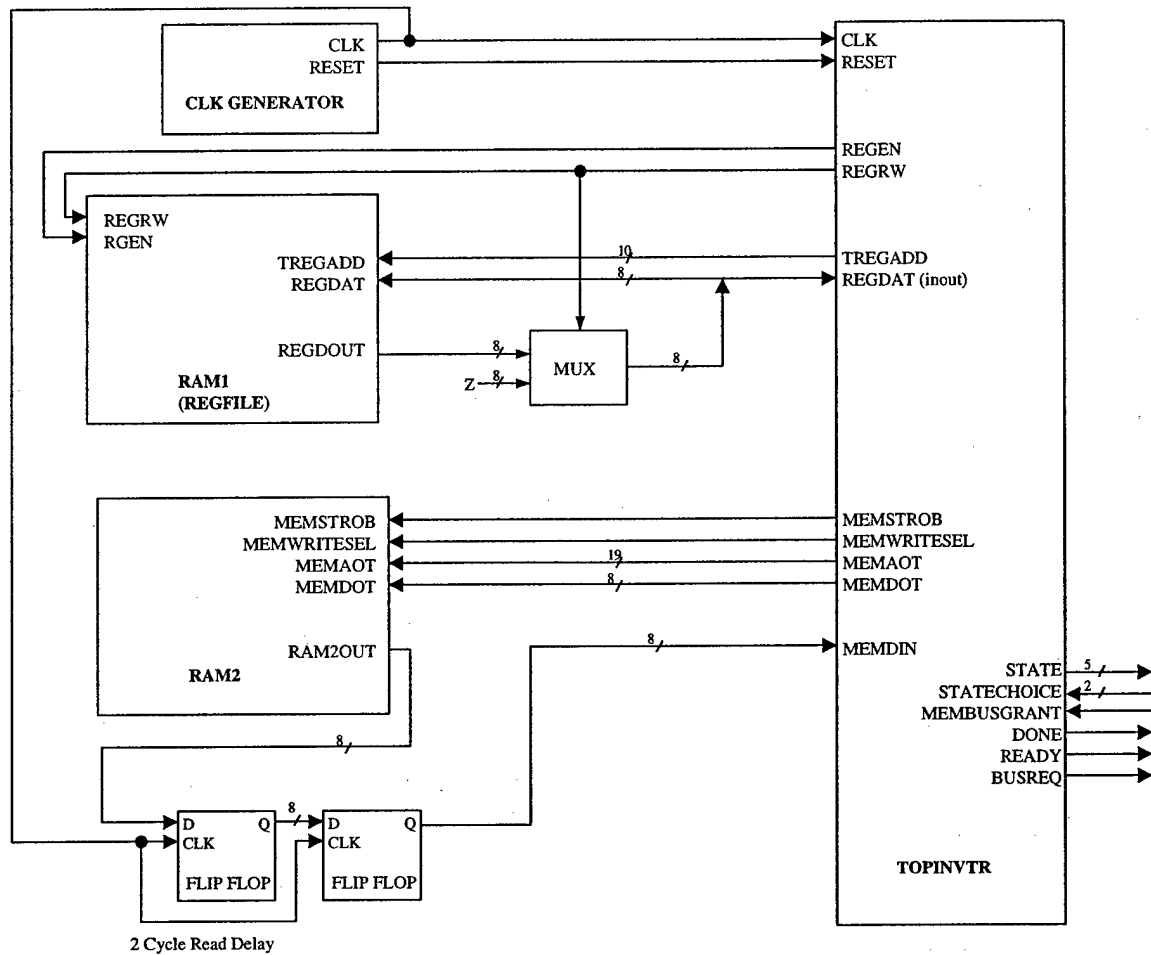 CLK
RESET
CLK GENERATOR
CLK
RESET
REGEN
REGRW
REGRW
RGEN
TREGADD
REGDAT
REGDOUT
RAM1
(REGFILE)
10
8
8
Z
8
MUX
8
TREGADD
REGDAT (inout)
MEMSTROB
MEMWRITESEL
MEMAOT
MEMDOT
RAM2OUT
RAM2
19
8
8
MEMSTROB
MEMWRITESEL
MEMAOT
MEMDOT
MEMDIN
STATE
5
STATECHOICE
2
MEMBUSGRANT
DONE
READY
BUSREQ
TOPINVTR
8
D
Q
CLK
FLIP FLOP
8
D
Q
CLK
FLIP FLOP
2 Cycle Read Delay